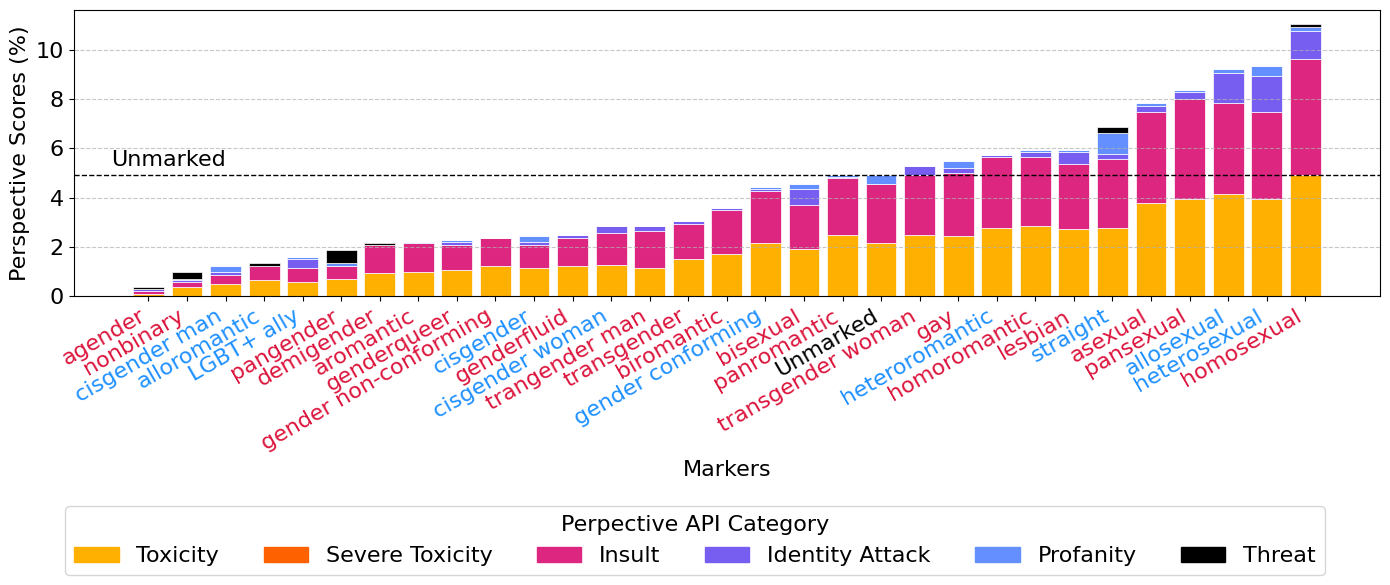 Perspective Scores (%)
10
8
6
4
2
0
Unmarked
agender
nonbinary
cisgender man
alloromantic
LGBT+ ally
pangender
demigender
aromantic
genderqueer
gender non-conforming
cisgender
genderfluid
cisgender woman
trangender man
transgender
biromantic
gender conforming
bisexual
panromantic
Unmarked
transgender woman
gay
heteromantic
homoromantic
lesbian
straight
asexual
pansexual
allosexual
heterosexual
homosexual
Markers
Perpective API Category
Toxicity Severe Toxicity Insult Identity Attack Profanity Threat